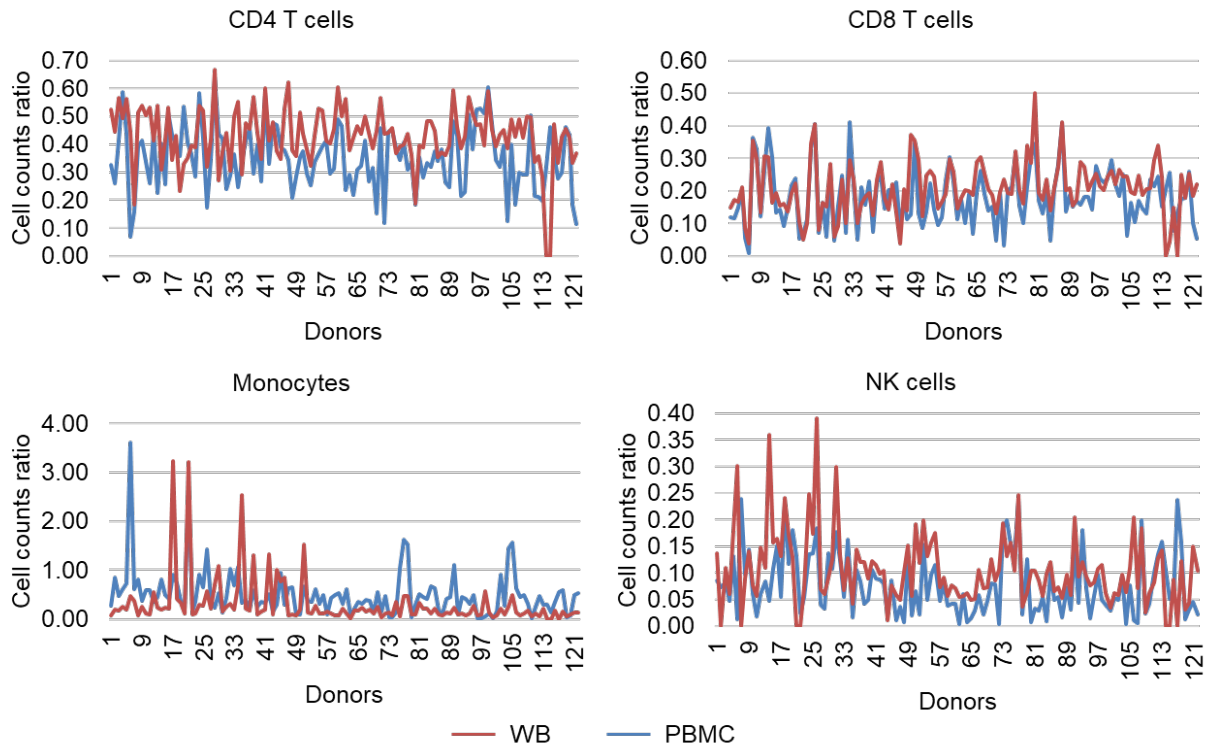 CD4 T cells
Cell counts ratio
0.70
0.60
0.50
0.40
0.30
0.20
0.10
0.00
1 9 17 25 33 41 49 57 65 73 81 89 97 105 113 121
Donors
CD8 T cells
Cell counts ratio
0.60
0.50
0.40
0.30
0.20
0.10
0.00
1 9 17 25 33 41 49 57 65 73 81 89 97 105 113 121
Donors
Monocytes
Cell counts ratio
4.00
3.00
2.00
1.00
0.00
1 9 17 25 33 41 49 57 65 73 81 89 97 105 113 121
Donors
NK cells
Cell counts ratio
0.40
0.35
0.30
0.25
0.20
0.15
0.10
0.05
0.00
1 9 17 25 33 41 49 57 65 73 81 89 97 105 113 121
Donors
WB PBMC